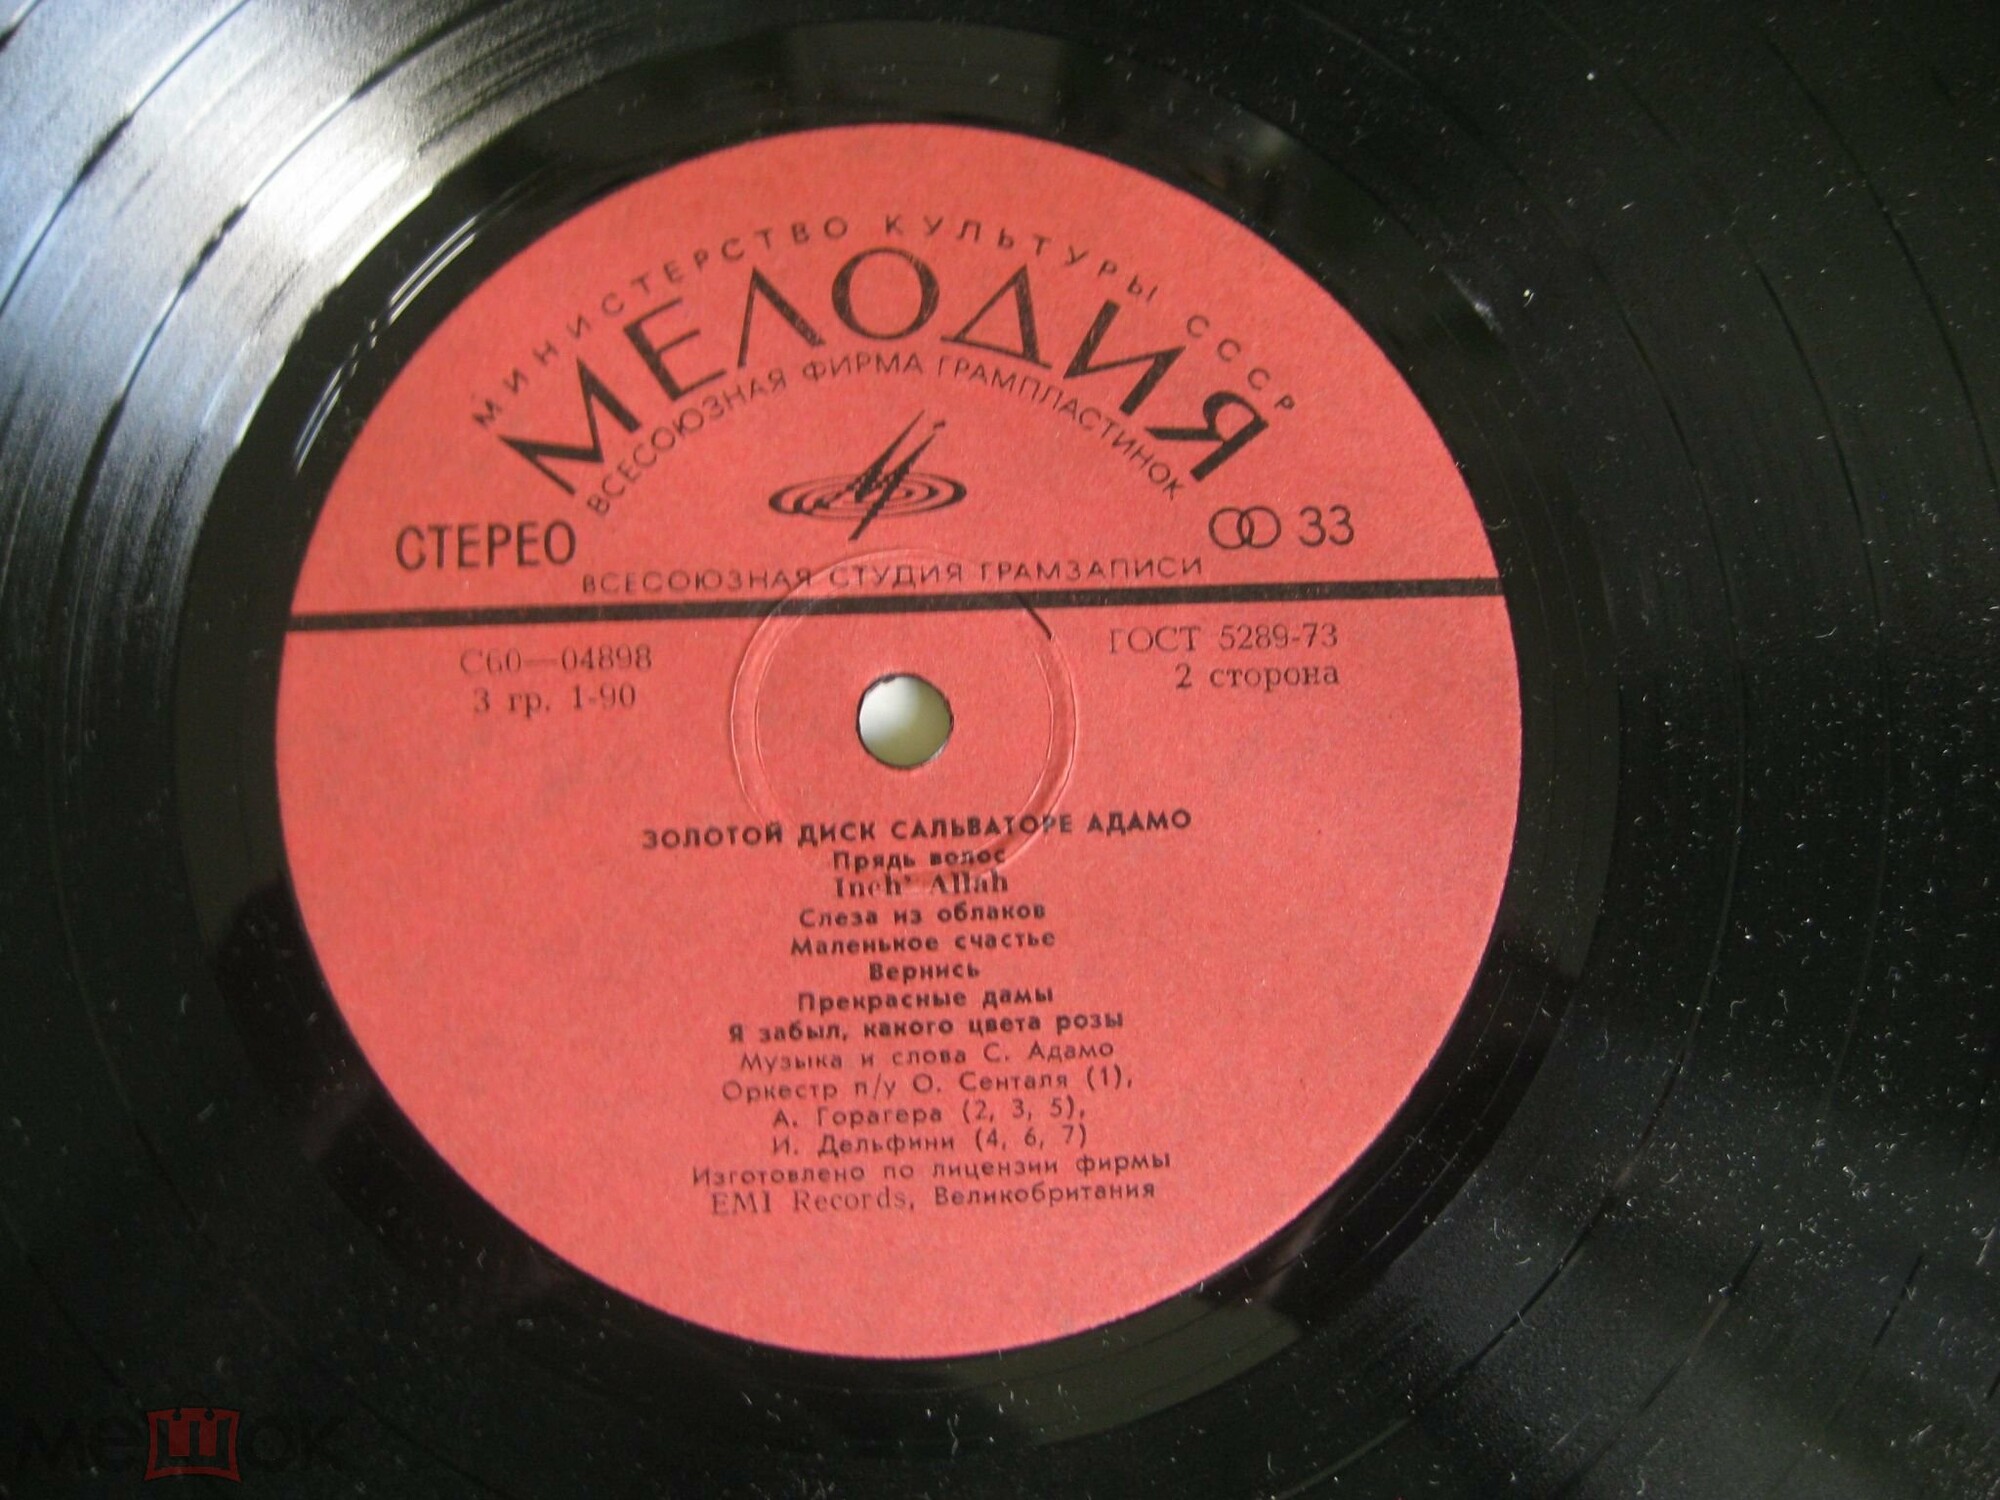 МИНИСТЕРСТВО КУЛЬТУРЫ СССР
МЕЛОДИЯ
ВСЕСОЮЗНАЯ ФИРМА ГРАМПЛАСТИНОК
СТЕРЕО
33
ВСЕСОЮЗНАЯ СТУДИЯ ГРАМЗАПИСИ
С60—04898
ГОСТ 5289-73
3 гр. 1-90
2 сторона
ЗОЛОТОЙ ДИСК САЛЬВАТОРЕ АДАМО
Прядь волос
Inch' Allah
Слеза из облаков
Маленькое счастье
Вернись
Прекрасные дамы
Я забыл, какого цвета розы
Музыка и слова С. Адамо
Оркестр п/у О. Сенталя (1),
А. Горагера (2, 3, 5),
И. Дельфини (4, 6, 7)
Изготовлено по лицензии фирмы
EMI Records, Великобритания
мешок